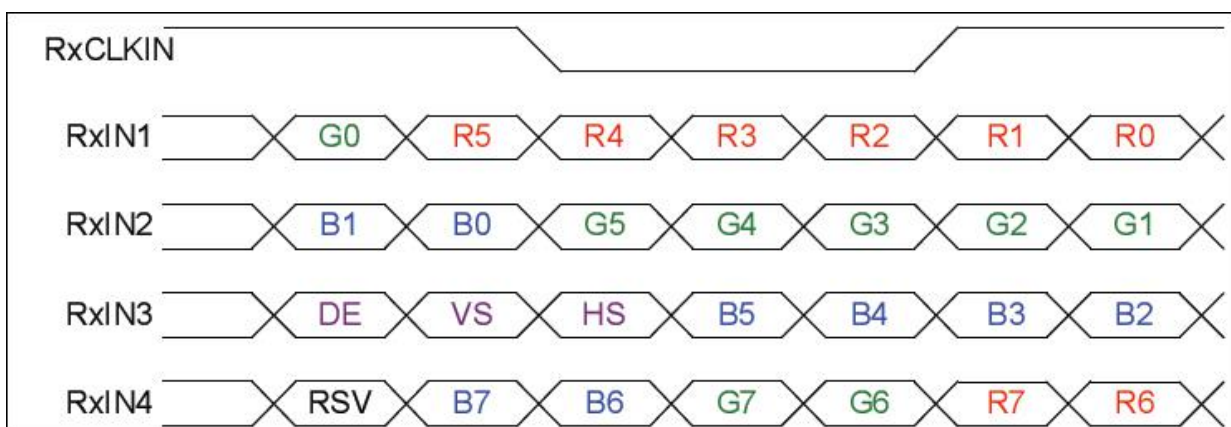 RxCLKIN
RxIN1 G0 R5 R4 R3 R2 R1 R0
RxIN2 B1 B0 G5 G4 G3 G2 G1
RxIN3 DE VS HS B5 B4 B3 B2
RxIN4 RSV B7 B6 G7 G6 R7 R6